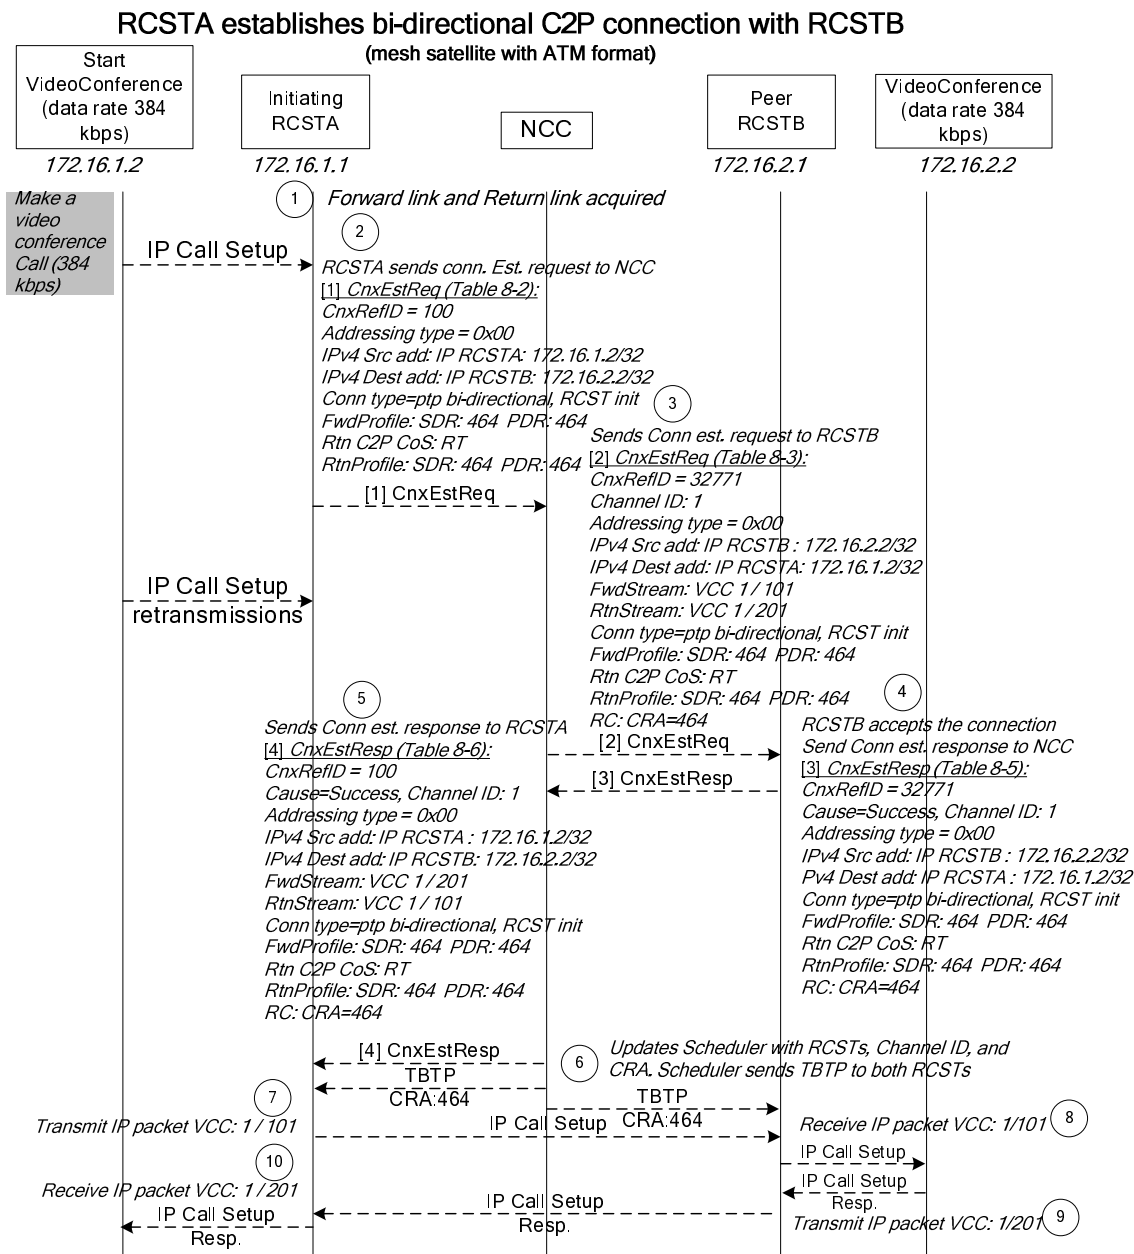 RCSTA establishes bi-directional C2P connection with RCSTB
(mesh satellite with ATM format)
Start
VideoConference
(data rate 384
kbps)
Initiating
RCSTA
NCC
Peer
RCSTB
VideoConference
(data rate 384
kbps)
172.16.1.2
172.16.1.1
172.16.2.1
172.16.2.2
Make a
video
conference
Call (384
kbps)
1
Forward link and Return link acquired
2
IP Call Setup
RCSTA sends conn. Est. request to NCC
[1] CnxEstReq (Table 8-2):
CnxRefID = 100
Addressing type = 0x00
IPv4 Src add: IP RCSTA: 172.16.1.2/32
IPv4 Dest add: IP RCSTB: 172.16.2.2/32
Conn type=ptp bi-directional, RCST init
FwdProfile: SDR: 464 PDR: 464
Rtn C2P CoS: RT
RtnProfile: SDR: 464 PDR: 464
[1] CnxEstReq
3
Sends Conn est. request to RCSTB
[2] CnxEstReq (Table 8-3):
CnxRefID = 32771
Channel ID: 1
Addressing type = 0x00
IPv4 Src add: IP RCSTB : 172.16.2.2/32
IPv4 Dest add: IP RCSTA: 172.16.1.2/32
FwdStream: VCC 1 / 101
RtnStream: VCC 1 / 201
Conn type=ptp bi-directional, RCST init
FwdProfile: SDR: 464 PDR: 464
Rtn C2P CoS: RT
RtnProfile: SDR: 464 PDR: 464
RC: CRA=464
IP Call Setup
retransmissions
[2] CnxEstReq
[3] CnxEstResp
4
RCSTB accepts the connection
Send Conn est. response to NCC
[3] CnxEstResp (Table 8-5):
CnxRefID = 32771
Cause=Success, Channel ID: 1
Addressing type = 0x00
IPv4 Src add: IP RCSTB : 172.16.2.2/32
Pv4 Dest add: IP RCSTA : 172.16.1.2/32
Conn type=ptp bi-directional, RCST init
FwdProfile: SDR: 464 PDR: 464
Rtn C2P CoS: RT
RtnProfile: SDR: 464 PDR: 464
RC: CRA=464
5
Sends Conn est. response to RCSTA
[4] CnxEstResp (Table 8-6):
CnxRefID = 100
Cause=Success, Channel ID: 1
Addressing type = 0x00
IPv4 Src add: IP RCSTA : 172.16.1.2/32
IPv4 Dest add: IP RCSTB: 172.16.2.2/32
FwdStream: VCC 1 / 201
RtnStream: VCC 1 / 101
Conn type=ptp bi-directional, RCST init
FwdProfile: SDR: 464 PDR: 464
Rtn C2P CoS: RT
RtnProfile: SDR: 464 PDR: 464
RC: CRA=464
[4] CnxEstResp
6
Updates Scheduler with RCSTs, Channel ID, and
CRA. Scheduler sends TBTP to both RCSTs
TBTP
CRA:464
TBTP
CRA:464
7
Transmit IP packet VCC: 1 / 101
IP Call Setup
Receive IP packet VCC: 1/101
8
IP Call Setup
IP Call Setup
Resp.
Transmit IP packet VCC: 1/201
9
10
Receive IP packet VCC: 1 / 201
IP Call Setup
Resp.
IP Call Setup
Resp.